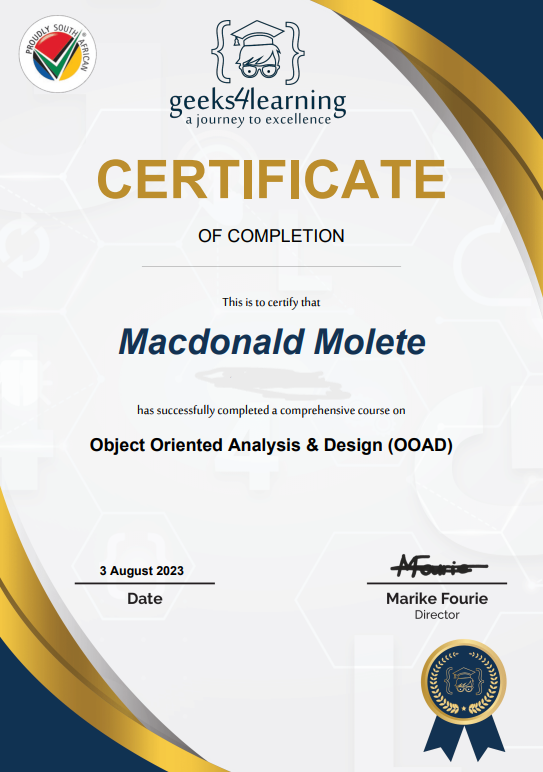 PROUDLY SOUTH AFRICAN
geeks4learning
a journey to excellence
CERTIFICATE
OF COMPLETION
This is to certify that
Macdonald Molete
has successfully completed a comprehensive course on
Object Oriented Analysis & Design (OOAD)
3 August 2023
Date
MFourie
Marike Fourie
Director